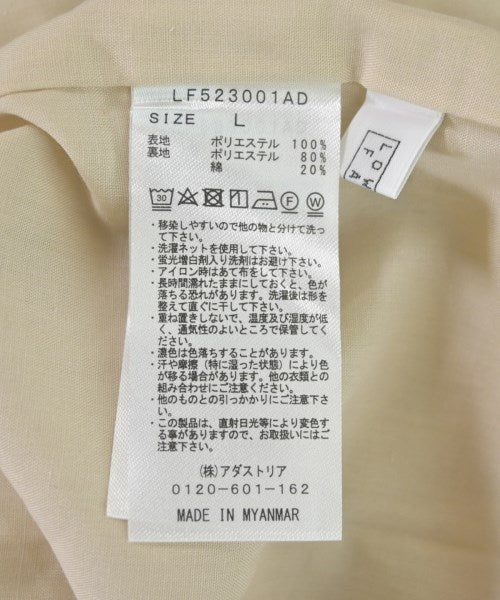 LF523001AD
SIZE L
表地 ポリエステル 100%
裏地 ポリエステル 80%
綿 20%
30 F W
・移染しやすいので他の物と分けて洗っ
て下さい。
・洗濯ネットを使用して下さい。
・蛍光増白剤入り洗剤はお避け下さい。
・アイロン時はあて布をして下さい。
・長時間濡れたままにしておくと、色が
落ちる恐れがあります。洗濯後は形を
整えて直ぐに干して下さい。
・重ね置きしないで、温度及び湿度が低
く、通気性のよいところで保管してくだ
さい。
・濃色は色落ちすることがあります。
・汗や摩擦（特に湿った状態）により色
が移る場合があります。他の衣類との
組み合わせにご注意下さい。
・他のものとの引っかかりにご注意下さ
い。
・この製品は、直射日光等により変色す
る事がありますので、お取扱いにはご
注意下さい。
(株)アダストリア
0120-601-162
MADE IN MYANMAR
LOW
F